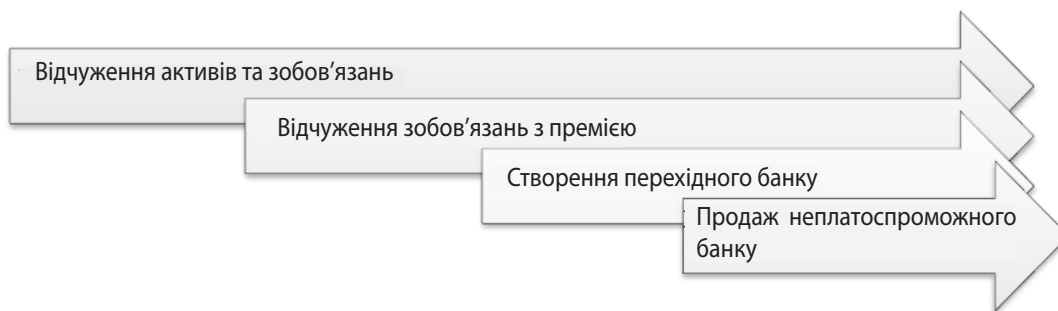 Відчуження активів та зобов’язань
Відчуження зобов’язань з премією
Створення перехідного банку
Продаж неплатоспроможного
банку